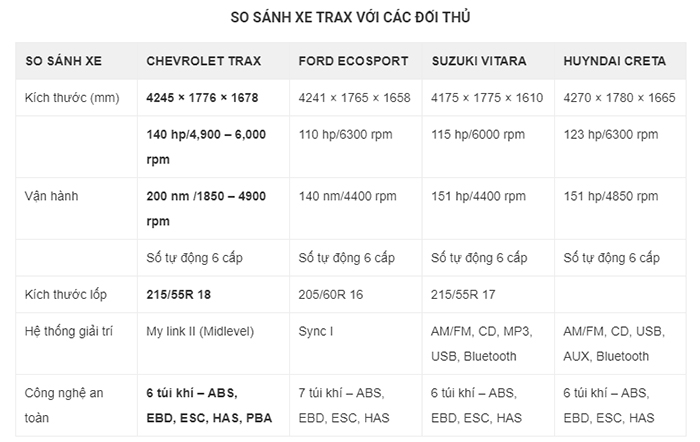 SO SÁNH XE TRAX VỚI CÁC ĐỐI THỦ
SO SÁNH XE CHEVROLET TRAX FORD ECOSPORT SUZUKI VITARA HUYNDAI CRETA
Kích thước (mm) 4245 × 1776 × 1678 4241 × 1765 × 1658 4175 × 1775 × 1610 4270 × 1780 × 1665
140 hp/4,900 – 6,000 110 hp/6300 rpm 115 hp/6000 rpm 123 hp/6300 rpm
rpm
Vận hành 200 nm /1850 – 4900 140 nm/4400 rpm 151 hp/4400 rpm 151 hp/4850 rpm
rpm
Số tự động 6 cấp Số tự động 6 cấp Số tự động 6 cấp Số tự động 6 cấp
Kích thước lốp 215/55R 18 205/60R 16 215/55R 17
Hệ thống giải trí My link II (Midlevel) Sync I AM/FM, CD, MP3, AM/FM, CD, USB,
USB, Bluetooth AUX, Bluetooth
Công nghệ an 6 túi khí – ABS, 7 túi khí – ABS, 6 túi khí – ABS, 6 túi khí – ABS,
toàn EBD, ESC, HAS, PBA EBD, ESC, HAS EBD, ESC, HAS EBD, ESC, HAS